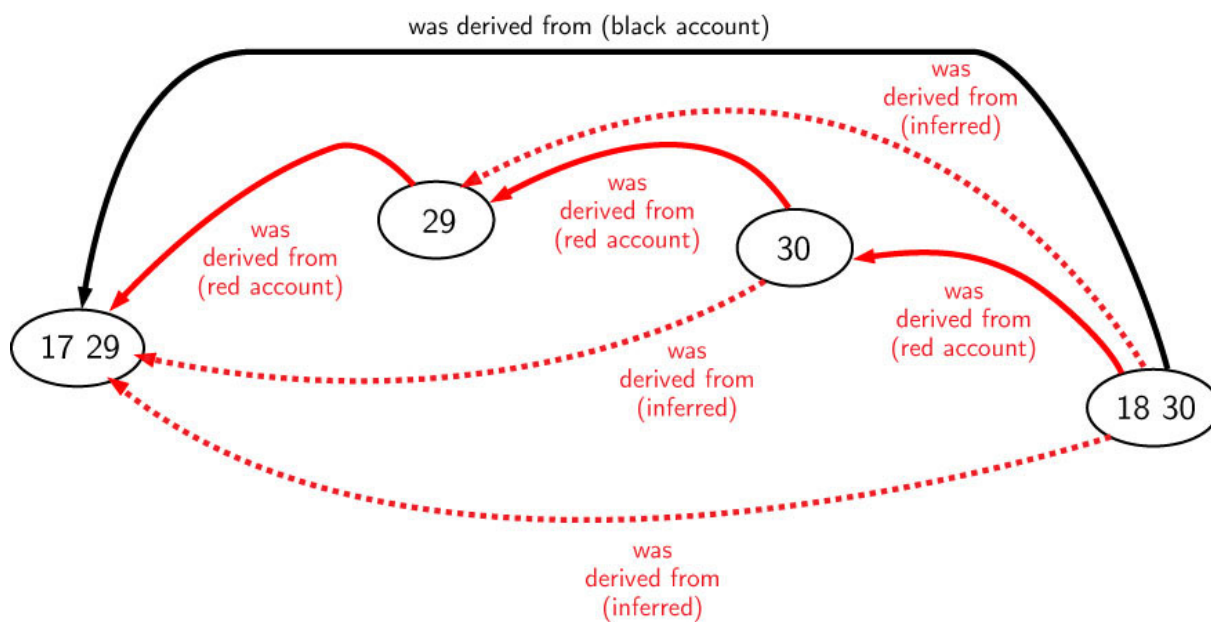 was derived from (black account)
was
derived from
(inferred)
29
was
derived from
(red account)
30
was
derived from
(red account)
was
derived from
(red account)
17 29
was
derived from
(inferred)
18 30
was
derived from
(inferred)